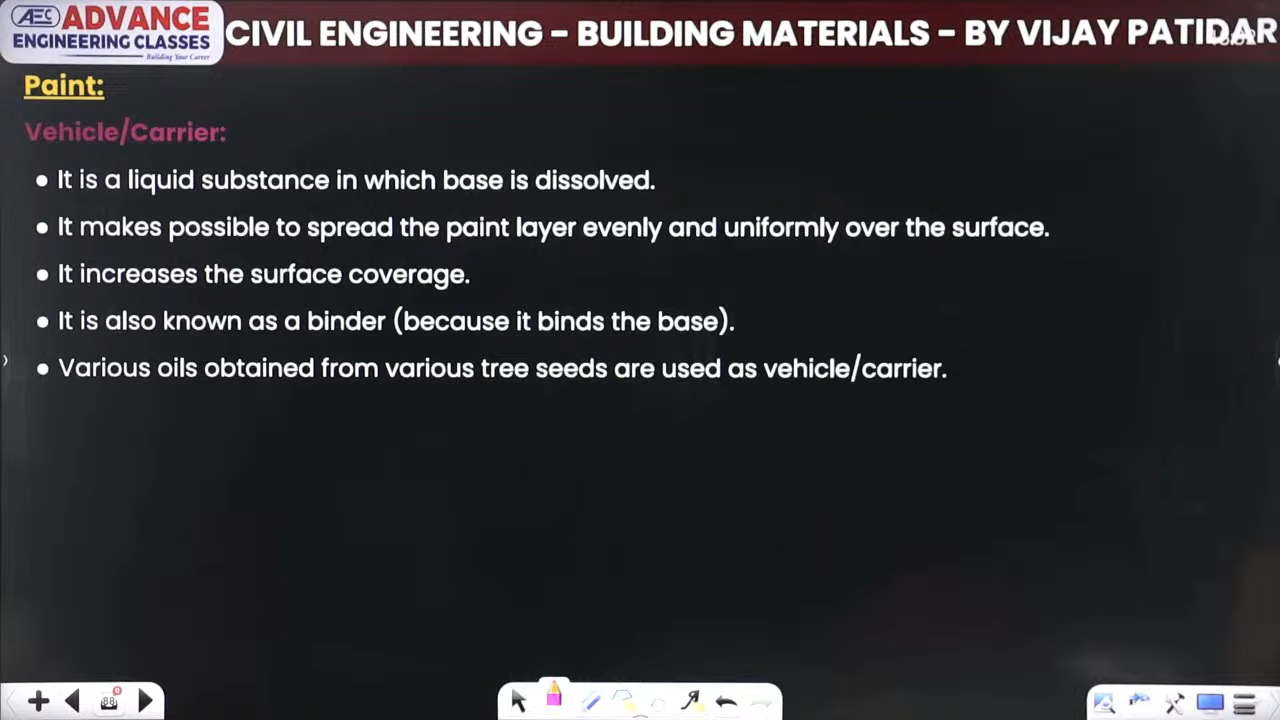 AEC ADVANCE
ENGINEERING CLASSES
Building Your Career
CIVIL ENGINEERING - BUILDING MATERIALS - BY VIJAY PATIDAR
Paint:
Vehicle/Carrier:
• It is a liquid substance in which base is dissolved.
• It makes possible to spread the paint layer evenly and uniformly over the surface.
• It increases the surface coverage.
• It is also known as a binder (because it binds the base).
• Various oils obtained from various tree seeds are used as vehicle/carrier.
88